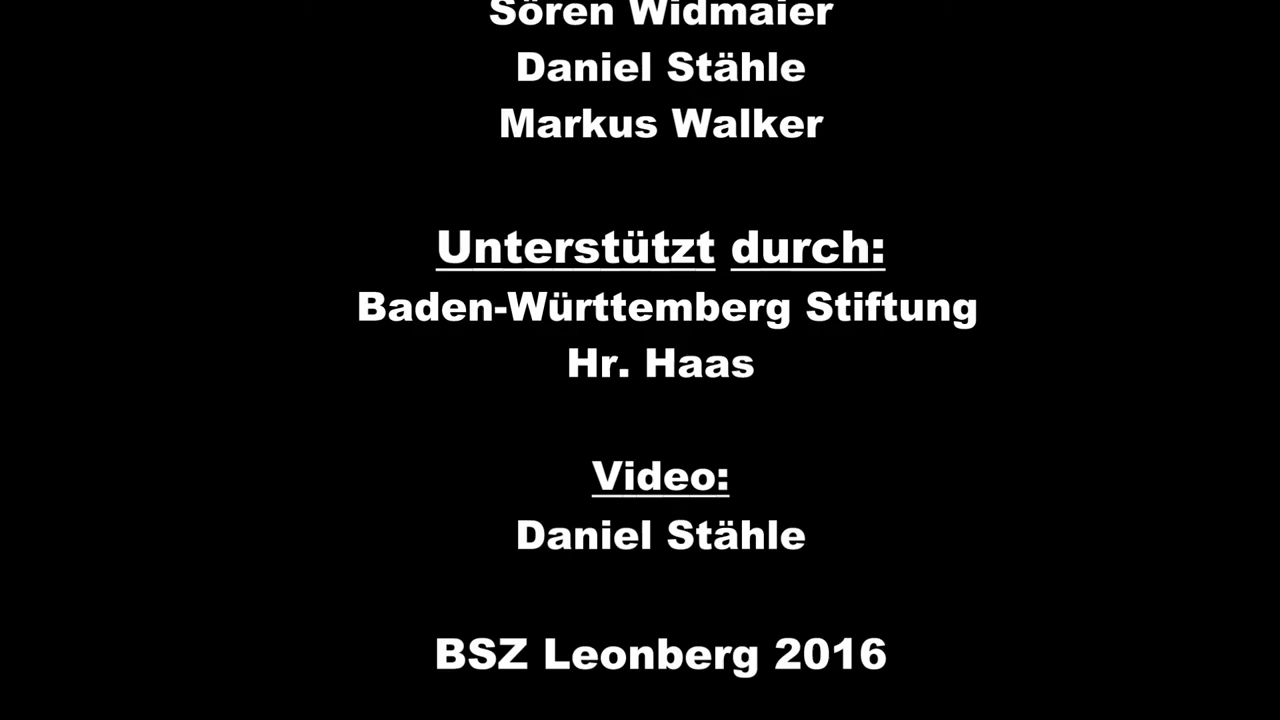 Sören Widmaier
Daniel Stähle
Markus Walker
Unterstützt durch:
Baden-Württemberg Stiftung
Hr. Haas
Video:
Daniel Stähle
BSZ Leonberg 2016